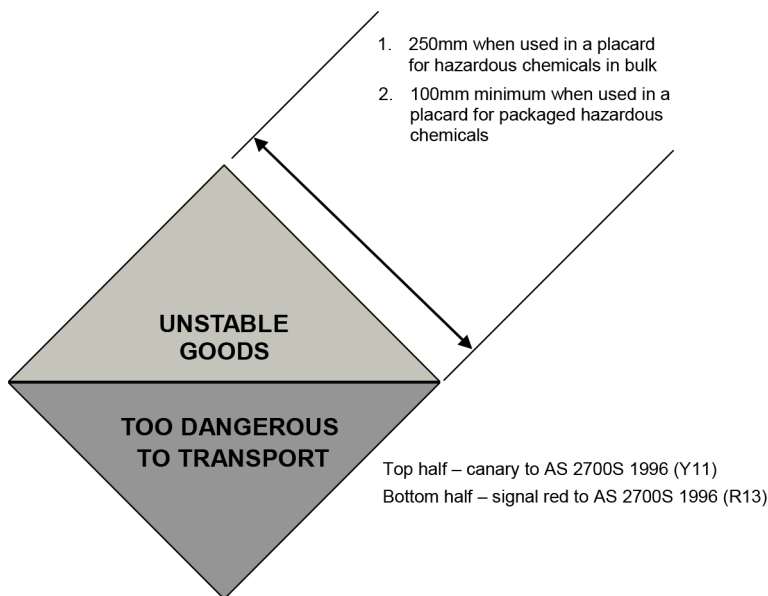 1. 250mm when used in a placard
for hazardous chemicals in bulk
2. 100mm minimum when used in a
placard for packaged hazardous
chemicals
UNSTABLE
GOODS
TOO DANGEROUS
TO TRANSPORT
Top half – canary to AS 2700S 1996 (Y11)
Bottom half – signal red to AS 2700S 1996 (R13)